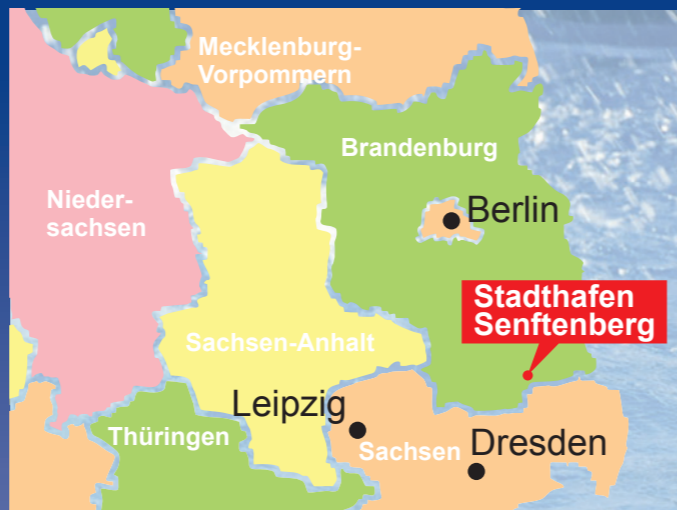 Mecklenburg-
Vorpommern
Brandenburg
Nieder-
sachsen
Berlin
Stadthafen
Senftenberg
Sachsen-Anhalt
Leipzig
Thüringen
Sachsen
Dresden